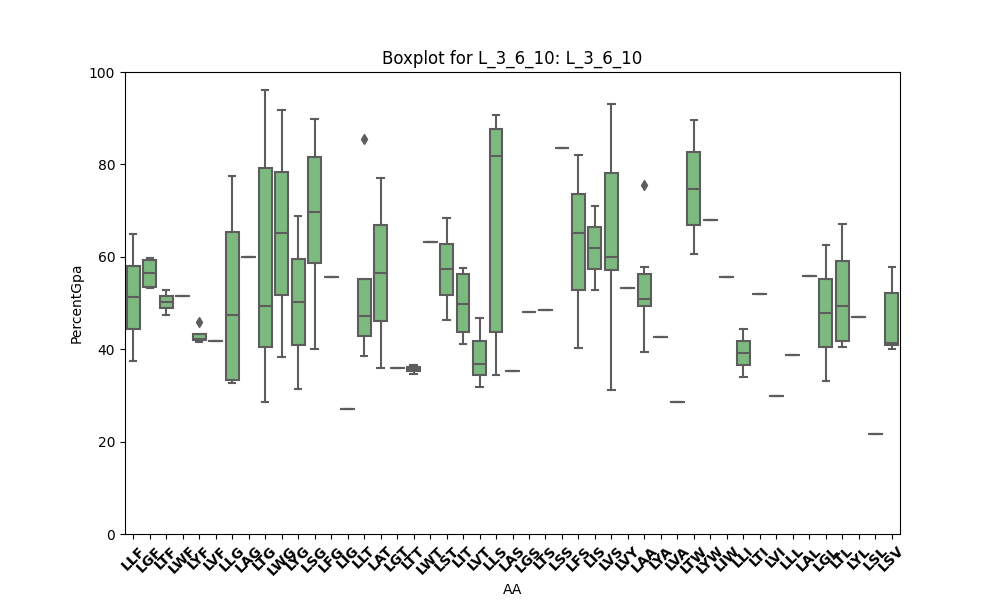 Boxplot for L_3_6_10: L_3_6_10
PercentGpa
100
80
60
40
20
0
LLF LGF LTF LWF LYF LVF LLG LAG LTG LWG LYG LSG LFG LIG LLT LAT LGT LTT LWT LST LIT LVT LLS LAS LGS LTS LSS LFS LIS LVS LVY LAA LYA LVA LTW LYW LIW LLI LTI LVI LLL LAL LGL LTL LYL LSL LSV
AA